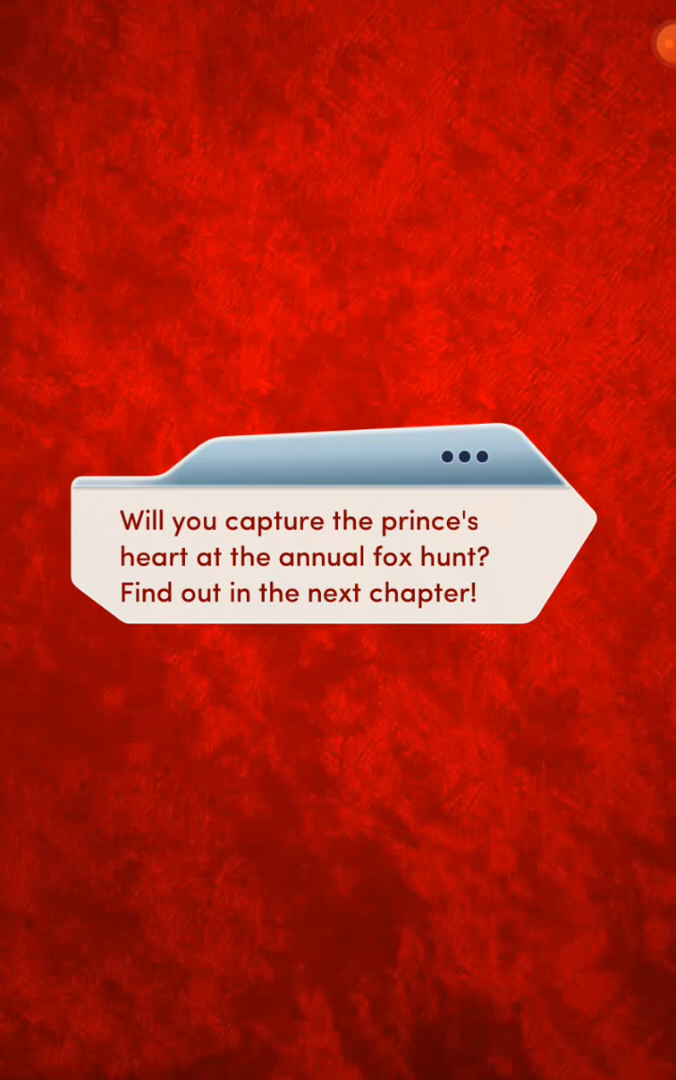 Will you capture the prince's
heart at the annual fox hunt?
Find out in the next chapter!